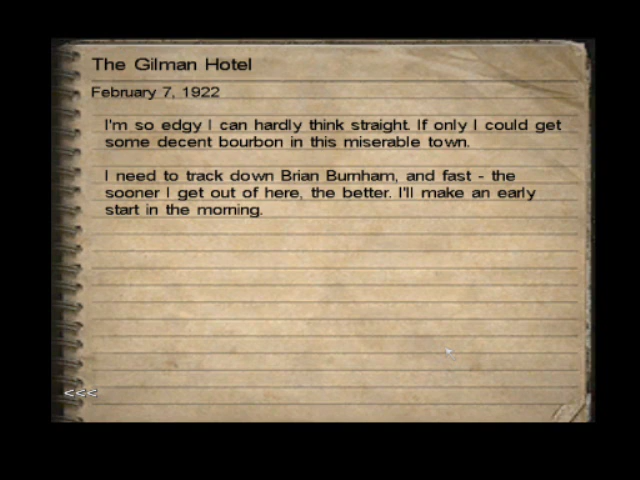 The Gilman Hotel
February 7, 1922
I'm so edgy I can hardly think straight. If only I could get
some decent bourbon in this miserable town.
I need to track down Brian Burnham, and fast - the
sooner I get out of here, the better. I'll make an early
start in the morning.
<<<